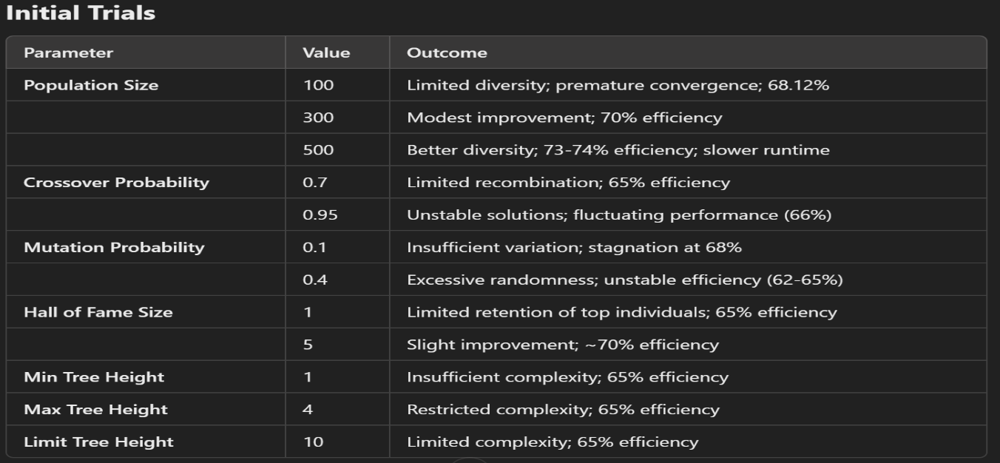 Initial Trials
Parameter Value Outcome
Population Size 100 Limited diversity; premature convergence; 68.12%
300 Modest improvement; 70% efficiency
500 Better diversity; 73-74% efficiency; slower runtime
Crossover Probability 0.7 Limited recombination; 65% efficiency
0.95 Unstable solutions; fluctuating performance (66%)
Mutation Probability 0.1 Insufficient variation; stagnation at 68%
0.4 Excessive randomness; unstable efficiency (62-65%)
Hall of Fame Size 1 Limited retention of top individuals; 65% efficiency
5 Slight improvement; ~70% efficiency
Min Tree Height 1 Insufficient complexity; 65% efficiency
Max Tree Height 4 Restricted complexity; 65% efficiency
Limit Tree Height 10 Limited complexity; 65% efficiency